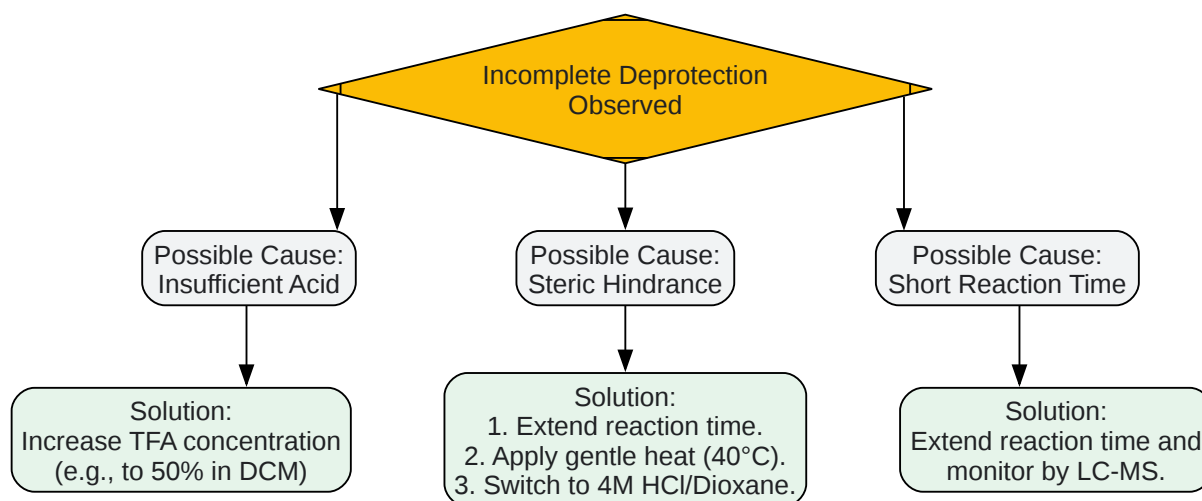 Incomplete Deprotection
Observed
Possible Cause:
Insufficient Acid
Possible Cause:
Steric Hindrance
Possible Cause:
Short Reaction Time
Solution:
Increase TFA concentration
(e.g., to 50% in DCM)
Solution:
1. Extend reaction time.
2. Apply gentle heat (40°C).
3. Switch to 4M HCl/Dioxane.
Solution:
Extend reaction time and
monitor by LC-MS.